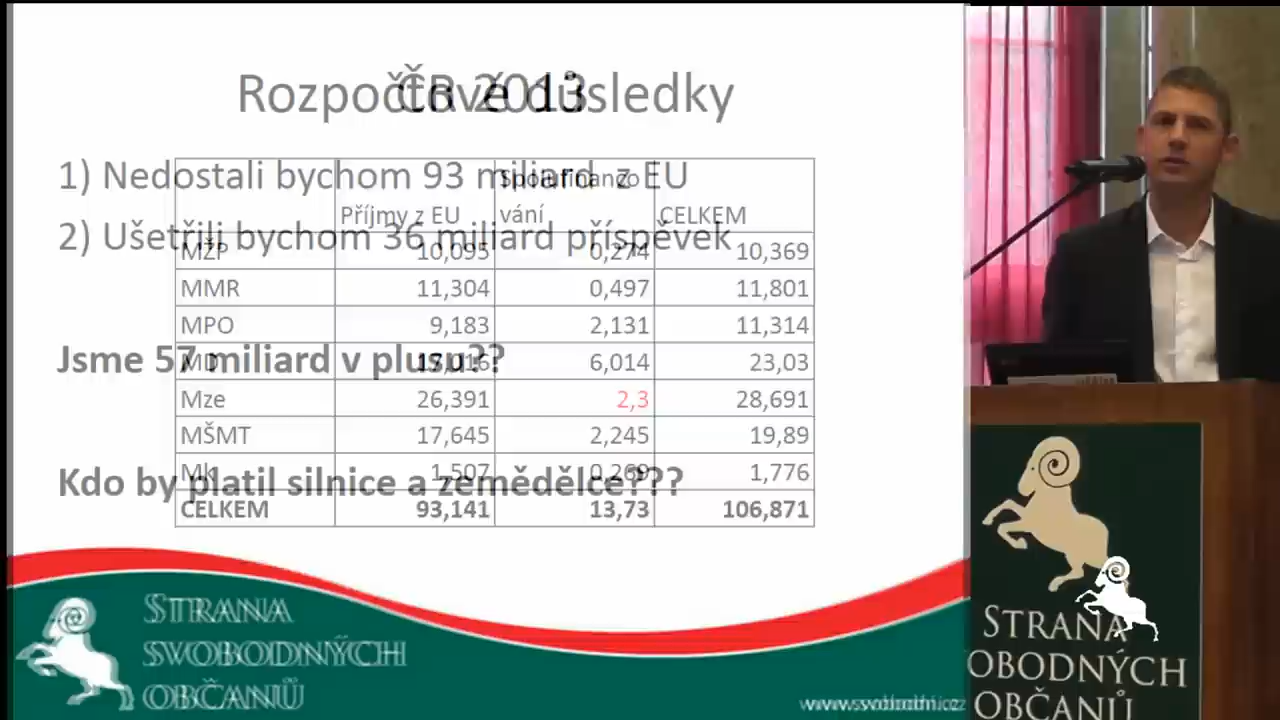 Rozpočtové důsledky
ČR 2013
1) Nedostali bychom 93 miliard z EU
2) Ušetřili bychom 36 miliard příspěvek
Jsme 57 miliard v plusu??
Kdo by platil silnice a zemědělce???
Příjmy z EU Spolufinanco
vání CELKEM
MŽP 10,095 0,274 10,369
MMR 11,304 0,497 11,801
MPO 9,183 2,131 11,314
MD 6,014 23,03
Mze 26,391 2,3 28,691
MŠMT 17,645 2,245 19,89
Mk 1,507 0,269 1,776
CELKEM 93,141 13,73 106,871
STRANA
SVOBODNÝCH
OBČANŮ
www.svobodni.cz
STRANA
OBODNÝCH
OBČANŮ